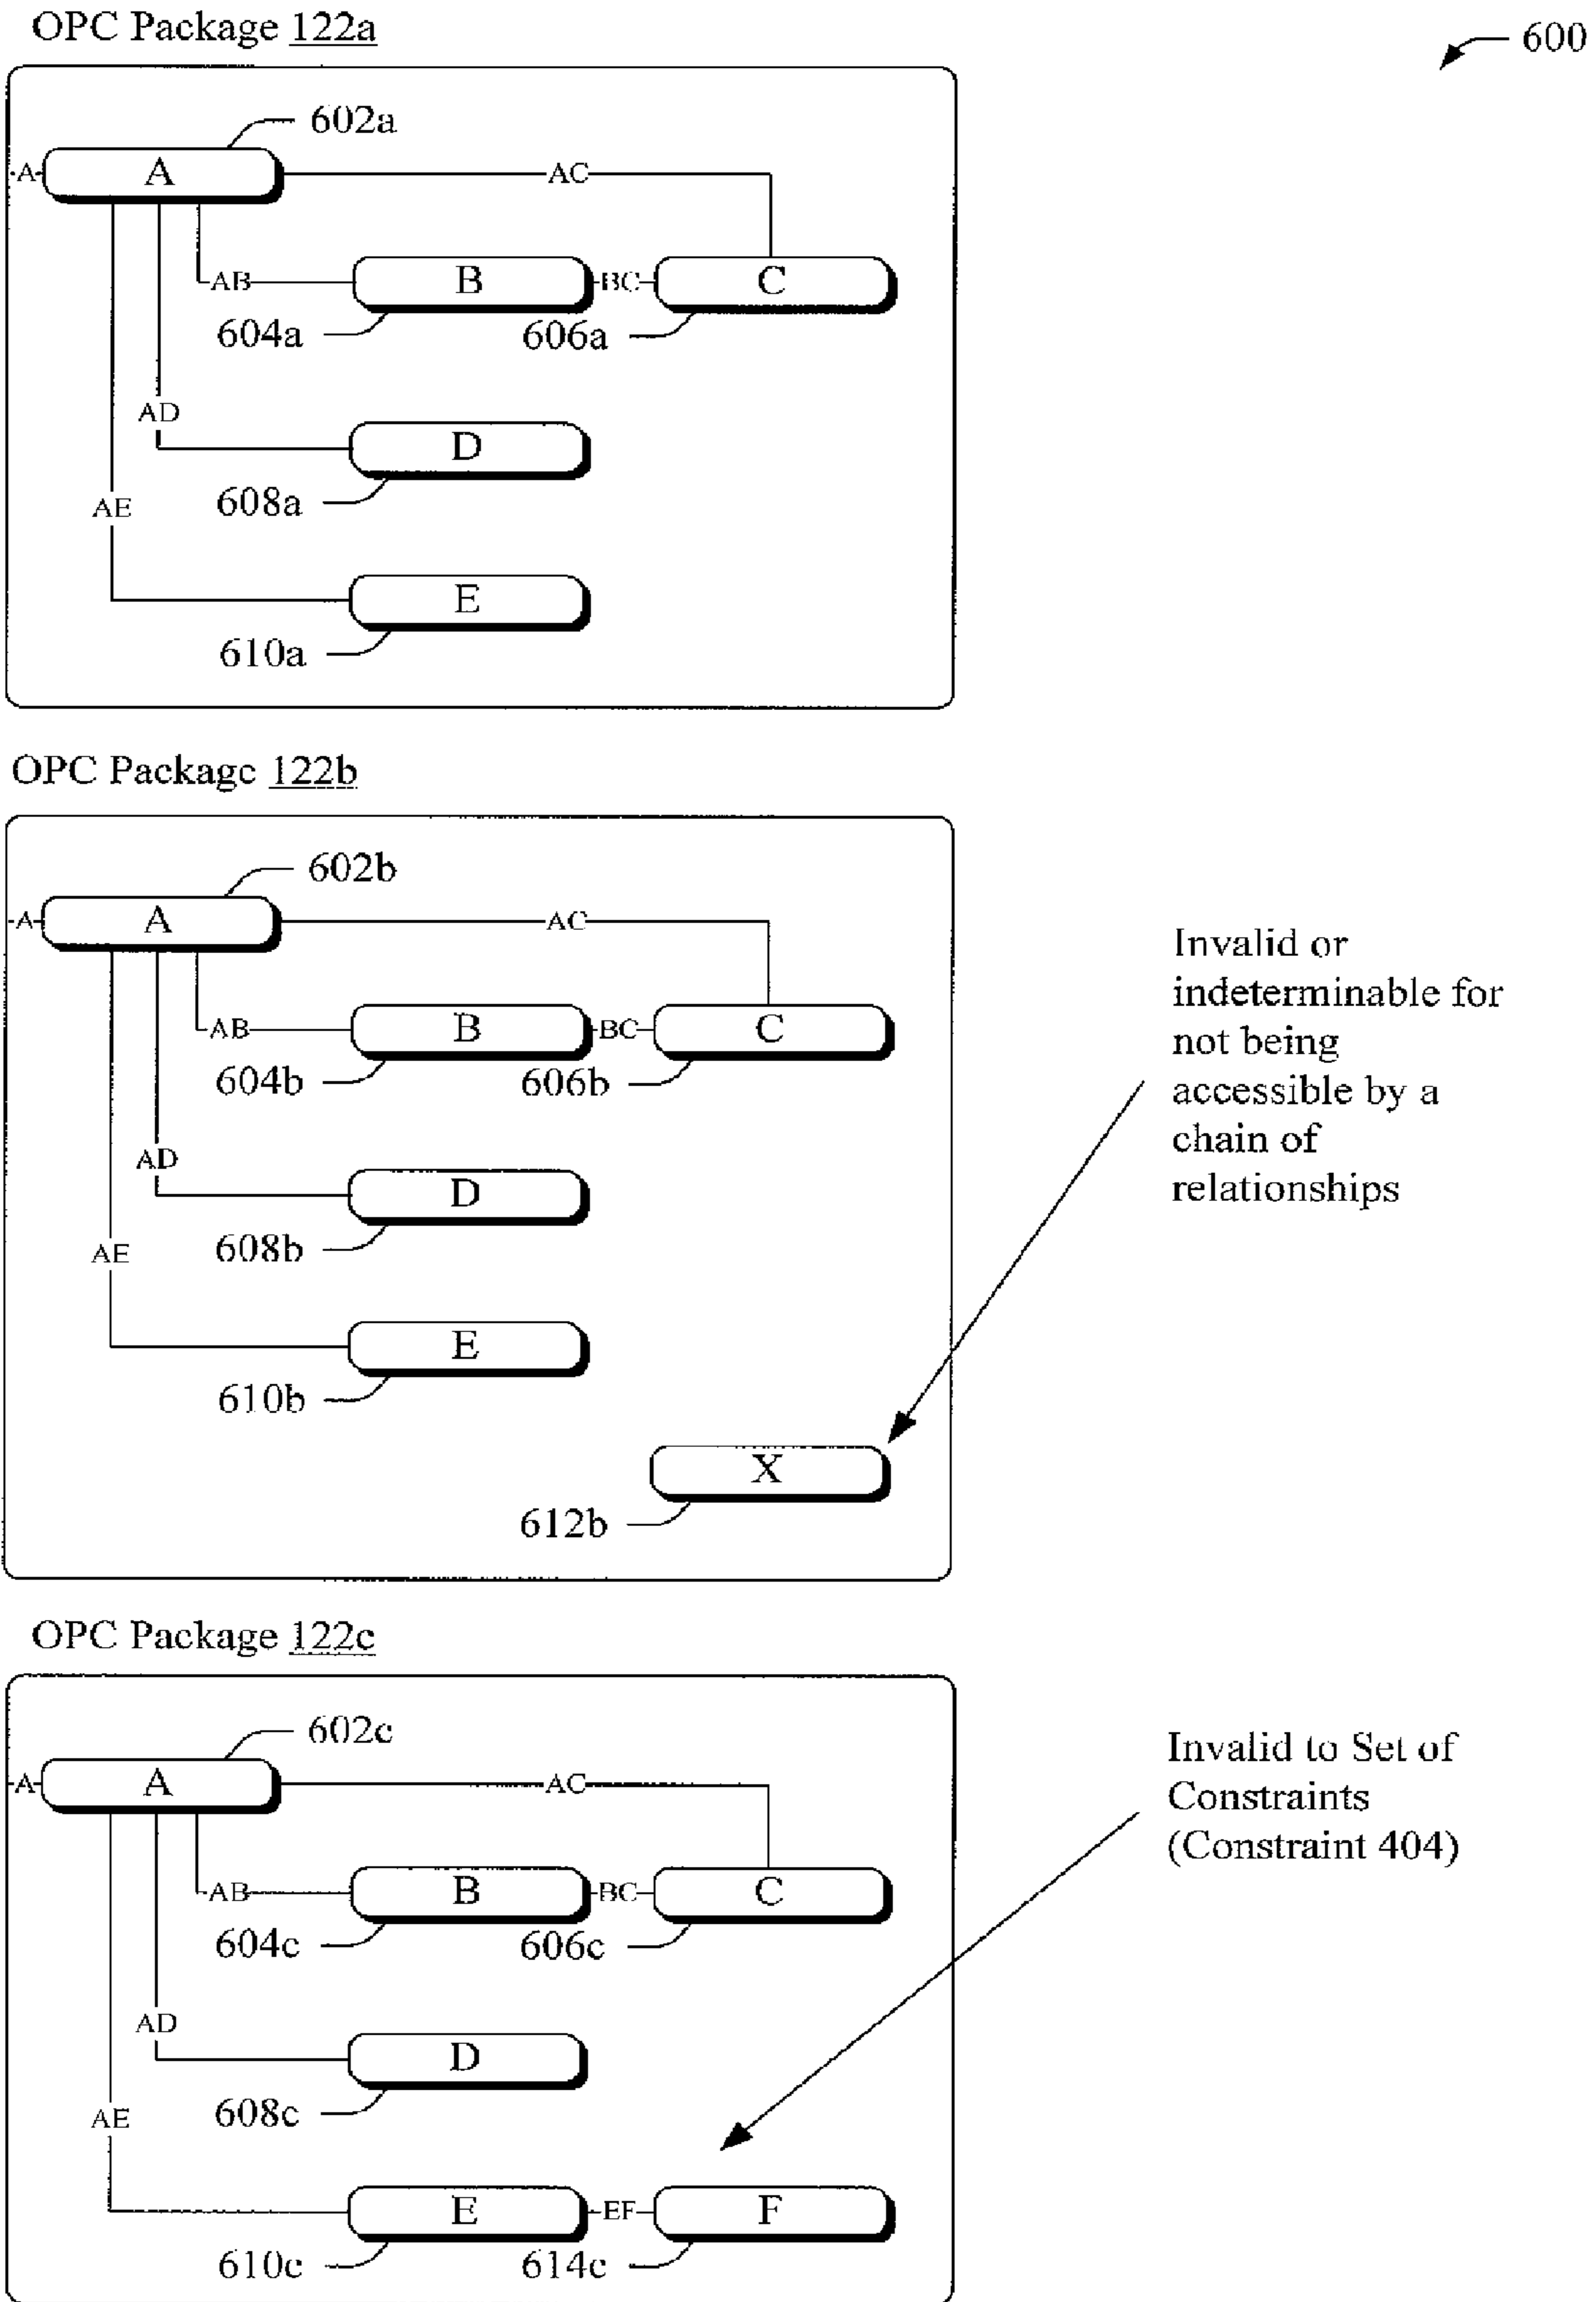 OPC Package 122a
600
602a
A
A
AC
AB
B
BC
C
604a
606a
AD
D
608a
AE
E
610a
OPC Package 122b
602b
A
A
AC
Invalid or
indeterminable for
not being
accessible by a
chain of
relationships
AB
B
BC
C
604b
606b
AD
D
608b
AE
E
610b
X
612b
OPC Package 122c
602c
A
A
AC
Invalid to Set of
Constraints
(Constraint 404)
AB
B
BC
C
604c
606c
AD
D
608c
AE
E
EF
F
610c
614c